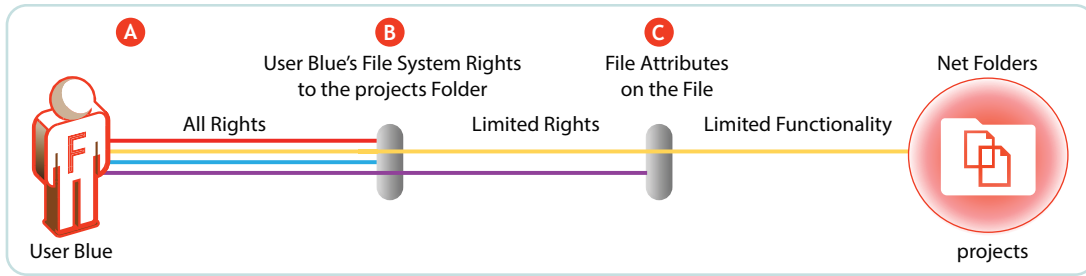 A
B
C
User Blue's File System Rights
to the projects Folder
File Attributes
on the File
Net Folders
All Rights
Limited Rights
Limited Functionality
F
User Blue
projects